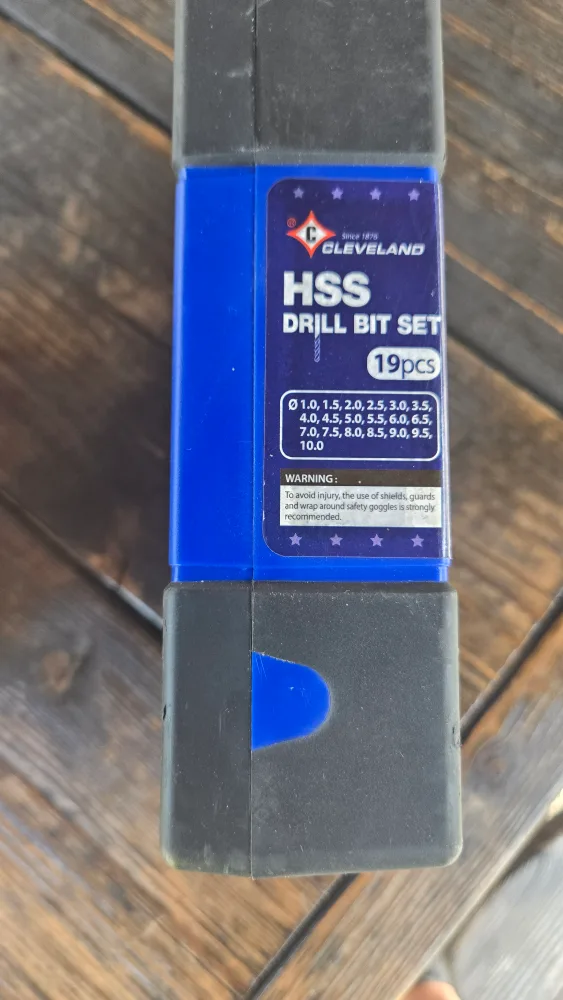 ®
C
Since 1876
CLEVELAND
HSS
DRILL BIT SET
19pcs
Ø 1.0, 1.5, 2.0, 2.5, 3.0, 3.5,
4.0, 4.5, 5.0, 5.5, 6.0, 6.5,
7.0, 7.5, 8.0, 8.5, 9.0, 9.5,
10.0
WARNING :
To avoid injury, the use of shields, guards
and wrap around safety goggles is strongly
recommended.